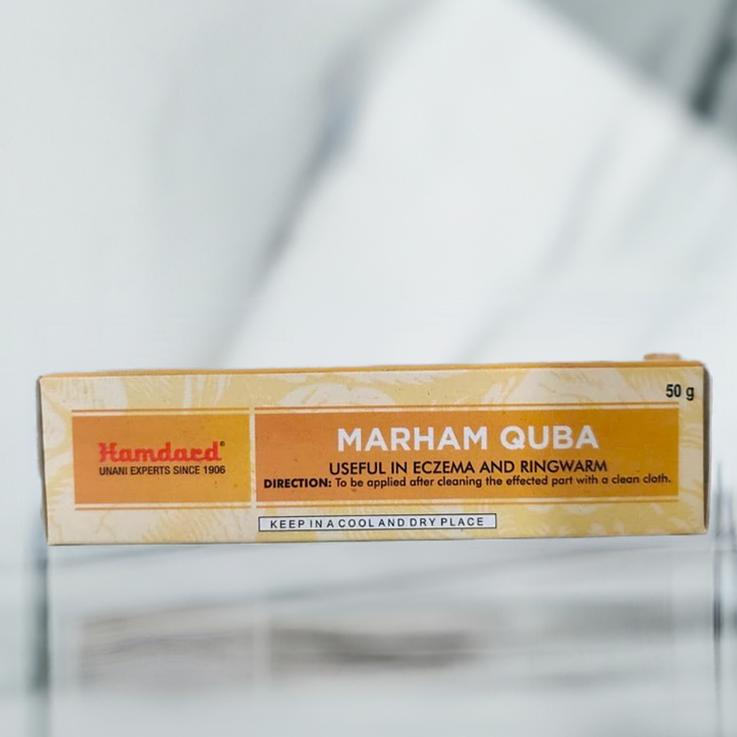 50 g
Hamdard®
UNANI EXPERTS SINCE 1906
MARHAM QUBA
USEFUL IN ECZEMA AND RINGWARM
DIRECTION: To be applied after cleaning the effected part with a clean cloth.
KEEP IN A COOL AND DRY PLACE